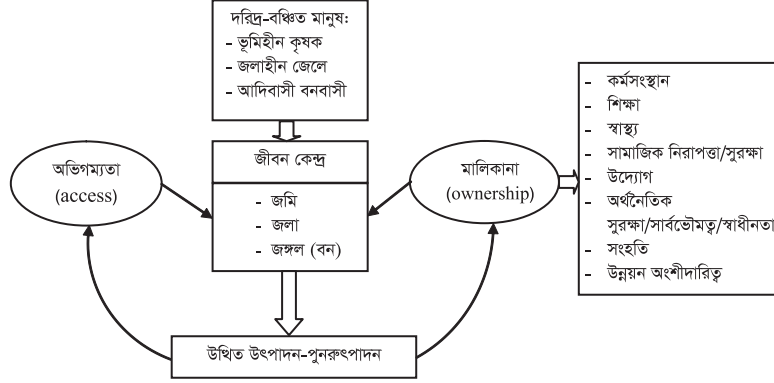 দরিদ্র-বঞ্চিত মানুষ:
- ভূমিহীন কৃষক
- জলাহীন জেলে
- আদিবাসী বনবাসী
অভিগম্যতা
(access)
জীবন কেন্দ্র
- জমি
- জলা
- জঙ্গল (বন)
মালিকানা
(ownership)
- কর্মসংস্থান
- শিক্ষা
- স্বাস্থ্য
- সামাজিক নিরাপত্তা/সুরক্ষা
- উদ্যোগ
- অর্থনৈতিক
সুরক্ষা/সার্বভৌমত্ব/স্বাধীনতা
- সংহতি
- উন্নয়ন অংশীদারিত্ব
উত্থিত উৎপাদন-পুনরুৎপাদন